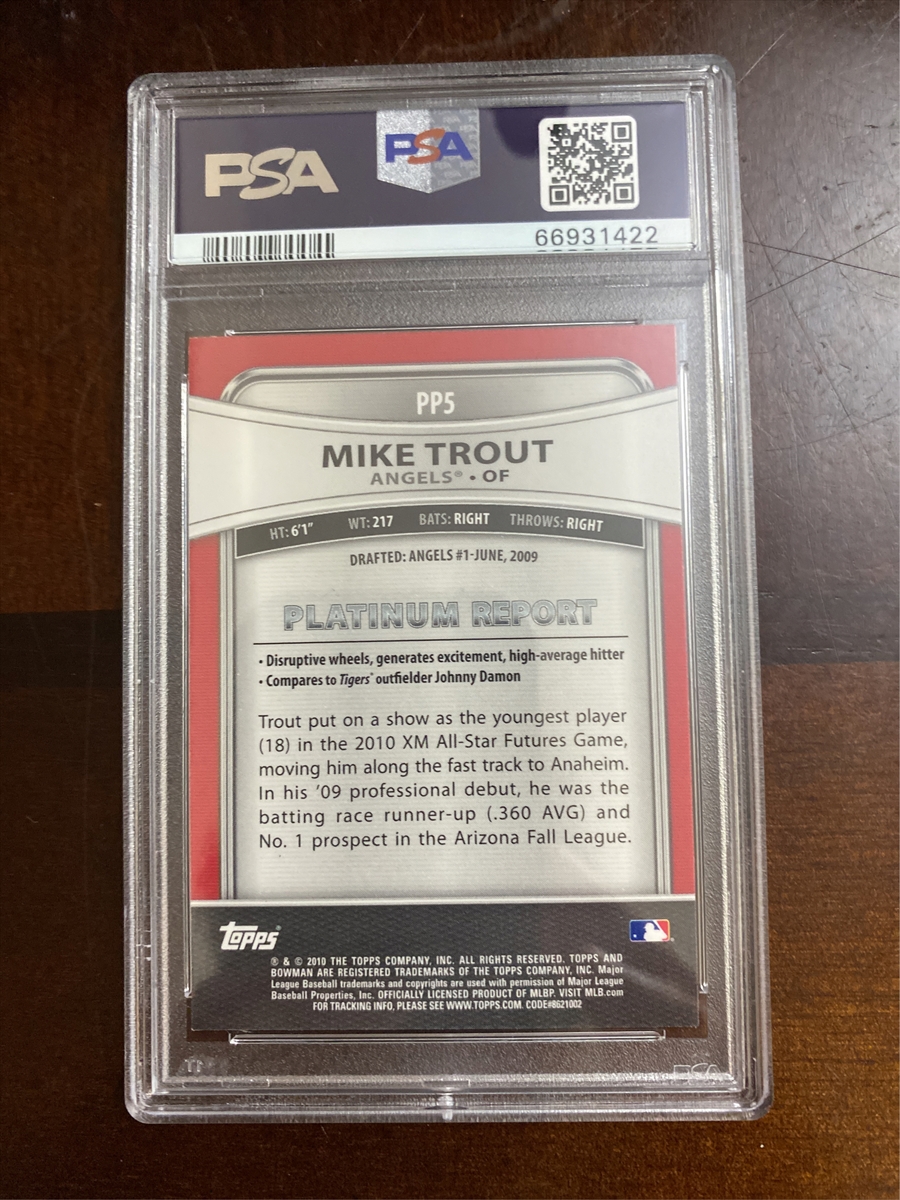 PSA
PSA
66931422
PP5
MIKE TROUT
ANGELS® • OF
HT: 6'1" WT: 217 BATS: RIGHT THROWS: RIGHT
DRAFTED: ANGELS #1-JUNE, 2009
PLATINUM REPORT
• Disruptive wheels, generates excitement, high-average hitter
• Compares to Tigers® outfielder Johnny Damon
Trout put on a show as the youngest player
(18) in the 2010 XM All-Star Futures Game,
moving him along the fast track to Anaheim.
In his '09 professional debut, he was the
batting race runner-up (.360 AVG) and
No. 1 prospect in the Arizona Fall League.
topps®
® & © 2010 THE TOPPS COMPANY, INC. ALL RIGHTS RESERVED. TOPPS AND
BOWMAN ARE REGISTERED TRADEMARKS OF THE TOPPS COMPANY, INC. Major
League Baseball trademarks and copyrights are used with permission of Major League
Baseball Properties, Inc. OFFICIALLY LICENSED PRODUCT OF MLBP. VISIT MLB.com
FOR TRACKING INFO, PLEASE SEE WWW.TOPPS.COM. CODE#8621002
PSA